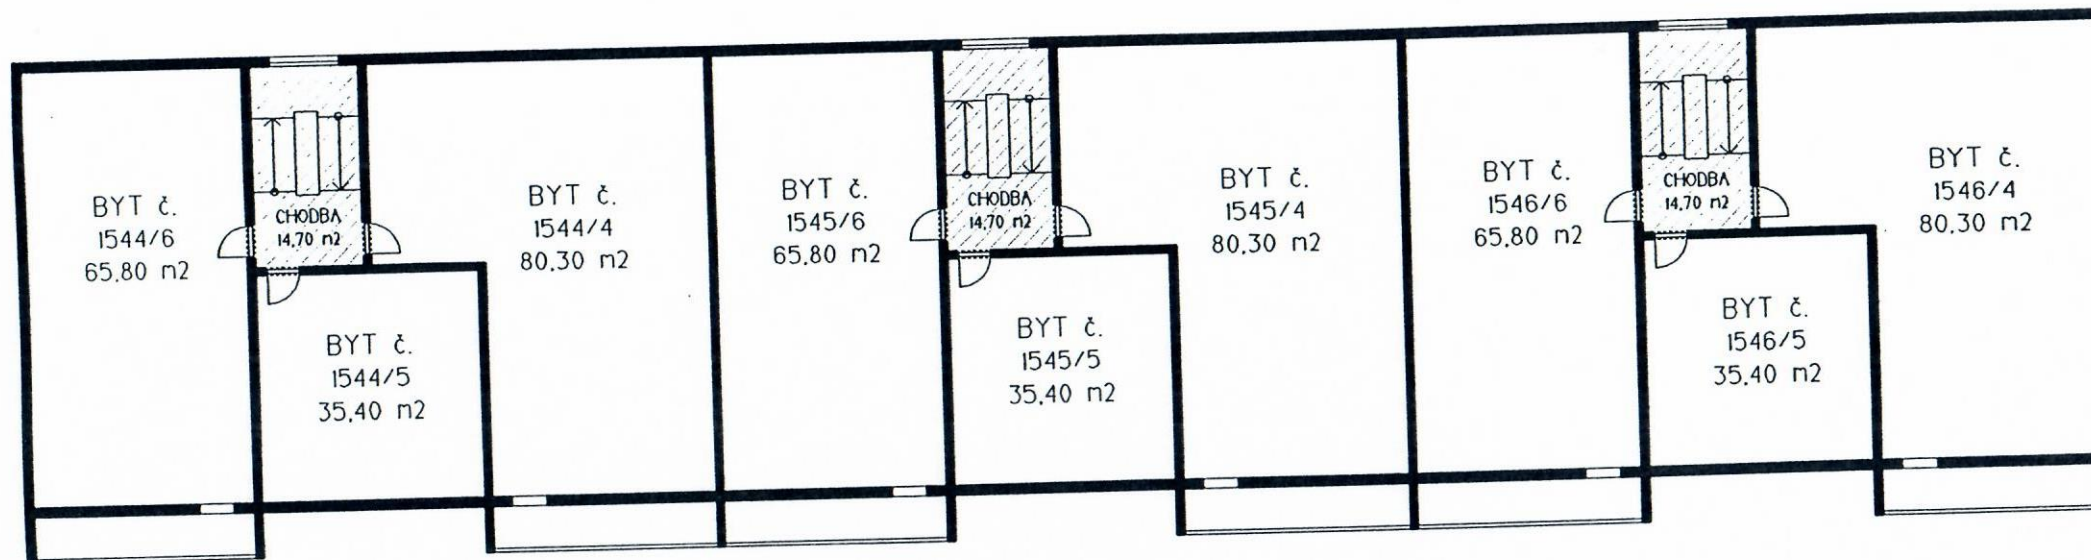 BYT č.
1544/6
65,80 m2
CHODBA
14,70 m2
BYT č.
1544/4
80,30 m2
BYT č.
1544/5
35,40 m2
BYT č.
1545/6
65,80 m2
CHODBA
14,70 m2
BYT č.
1545/4
80,30 m2
BYT č.
1545/5
35,40 m2
BYT č.
1546/6
65,80 m2
CHODBA
14,70 m2
BYT č.
1546/4
80,30 m2
BYT č.
1546/5
35,40 m2